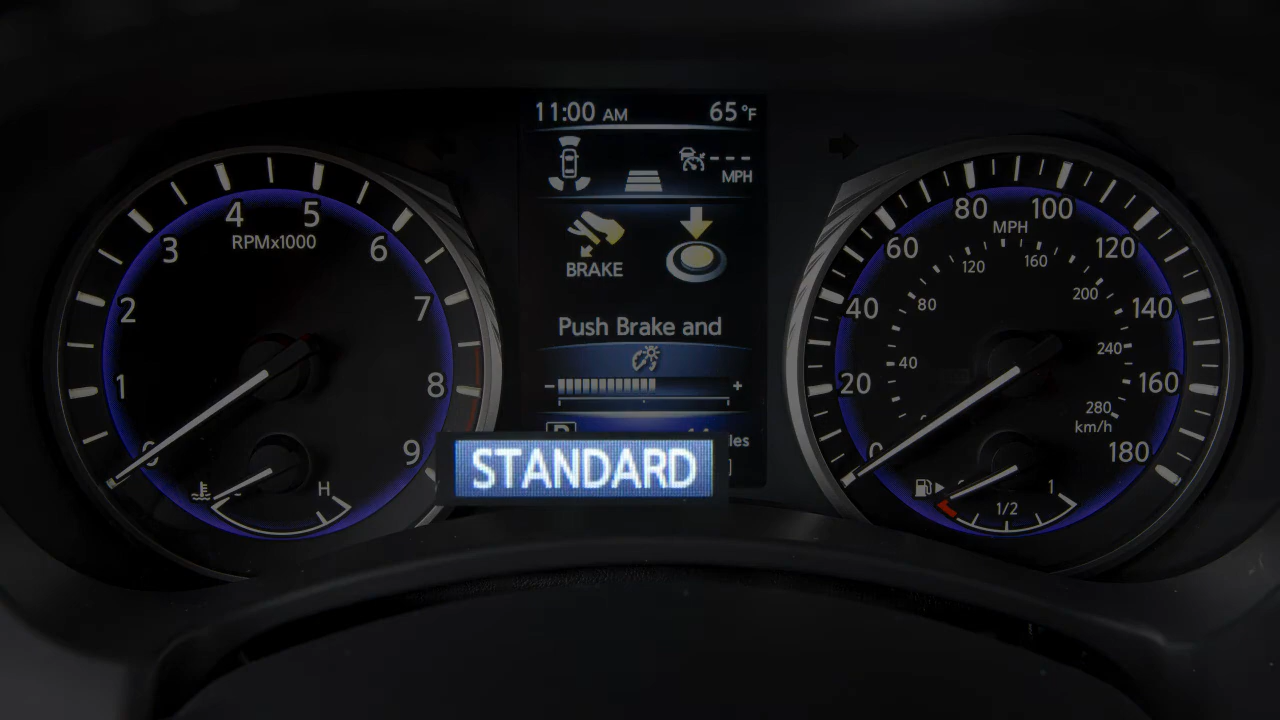 11:00 AM 65°F
--- MPH
BRAKE
Push Brake and
- +
STANDARD
1 2 3 4 5 6 7 8 9
RPMx1000
H
0 20 40 60 80 100 120 140 160 180
MPH
40 80 120 160 200 240 280
km/h
1/2 1